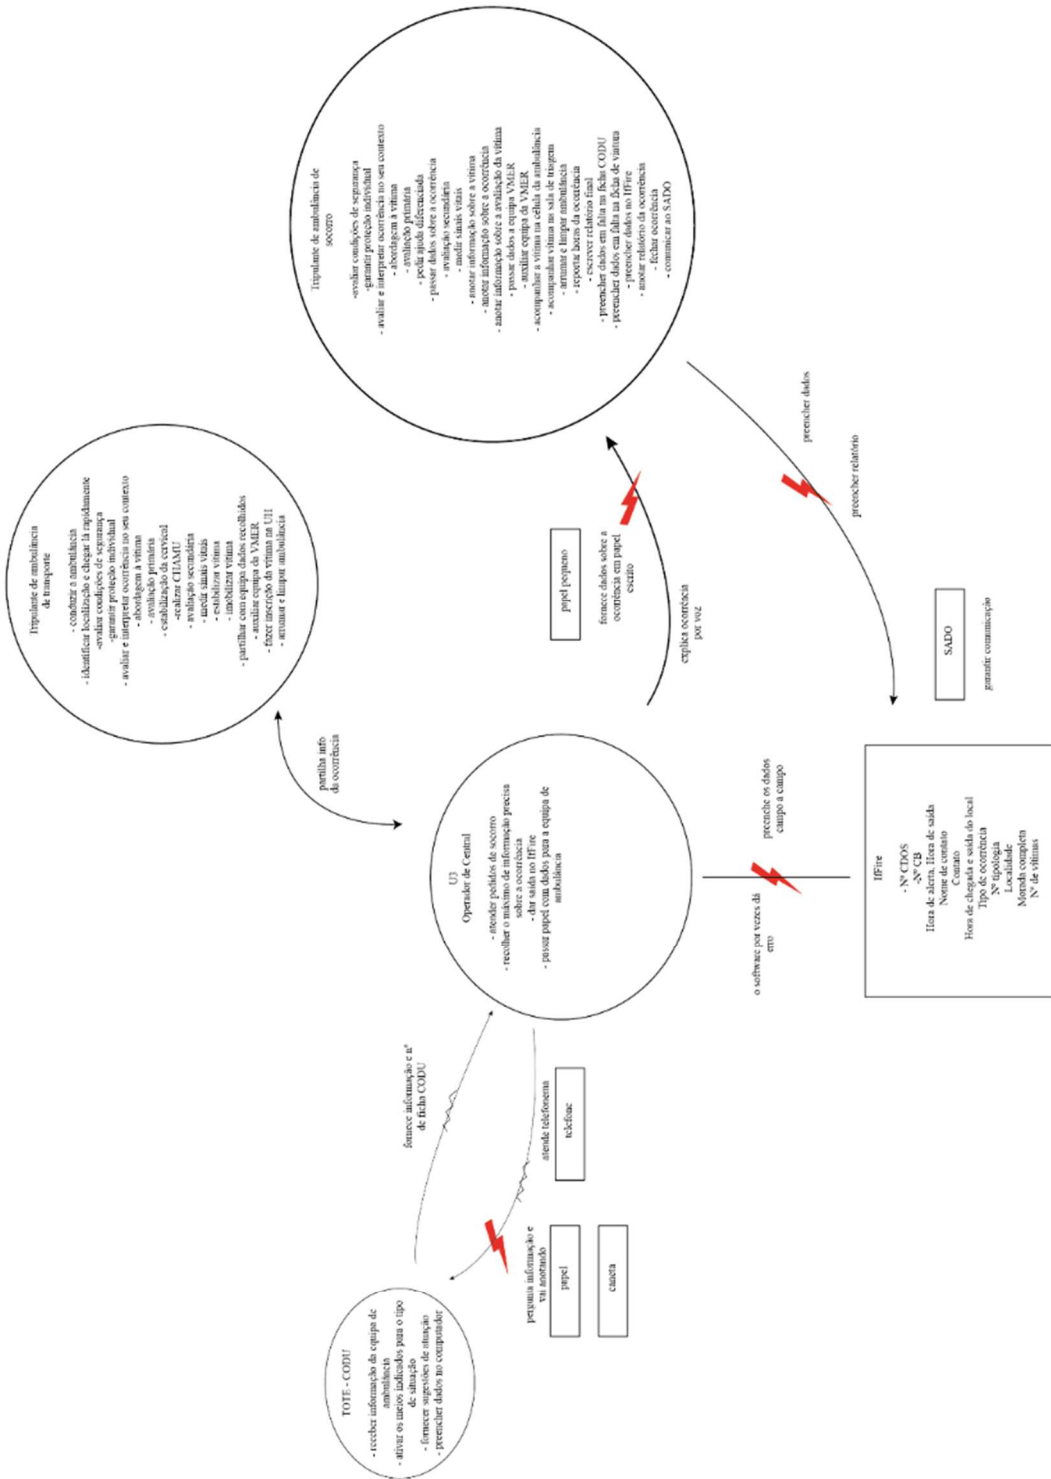 TOTE - CODU
- receber informação da equipa de
ambulância
- ativar os meios indicados para o tipo
de situação
- fornecer sugestões de atuação
- preencher dados no computador
fornece informação e nº
de ficha CODU
atende telefonema
telefone
pergunta informação e
vai anotando
papel
caneta
U3
Operador de Central
- atender pedidos de socorro
- recolher o máximo de informação precisa
sobre a ocorrência
- dar saída no IfFire
- passar papel com dados para a equipa de
ambulância
partilha info
da ocorrência
Tripulante de ambulância
de transporte
- conduzir a ambulância
- identificar localização e chegar lá rapidamente
-avaliar condições de segurança
-garantir proteção individual
- avaliar e interpretar ocorrência no seu contexto
- abordagem à vítima
- avaliação primária
- estabilização da cervical
-realizar CHAMU
- avaliação secundária
- medir sinais vitais
- estabilizar vítima
- imobilizar vítima
- partilhar com equipa dados recolhidos
- auxiliar equipa da VMER
- fazer inscrição da vítima na UH
- arrumar e limpar ambulância
papel pequeno
fornece dados sobre a
ocorrência em papel
escrito
explica ocorrência
por voz
Tripulante de ambulância de
socorro
-avaliar condições de segurança
-garantir proteção individual
- avaliar e interpretar ocorrência no seu contexto
- abordagem à vítima
- avaliação primária
- pedir ajuda diferenciada
- passar dados sobre a ocorrência
- avaliação secundária
- medir sinais vitais
- anotar informação sobre a vítima
- anotar informação sobre a ocorrência
- anotar informação sobre a avaliação da vítima
- passar dados a equipa VMER
- auxiliar equipa da VMER
- acompanhar a vítima na célula da ambulância
- acompanhar vítima na sala de triagem
- arrumar e limpar ambulância
- reportar horas da ocorrência
- escrever relatório final
- preencher dados em falta na ficha CODU
- preencher dados em falta na ficha de viatura
- preencher dados no IfFire
- anotar relatório da ocorrência
- fechar ocorrência
- comunicar ao SADO
preencher dados
preencher relatório
SADO
garantir comunicação
preenche os dados
campo a campo
o software por vezes dá
erro
IfFire
- Nº CDOS
-Nº CB
Hora de alerta, Hora de saída
Nome de contato
Contato
Hora de chegada e saída do local
Tipo de ocorrência
Nº tipologia
Localidade
Morada completa
Nº de vítimas